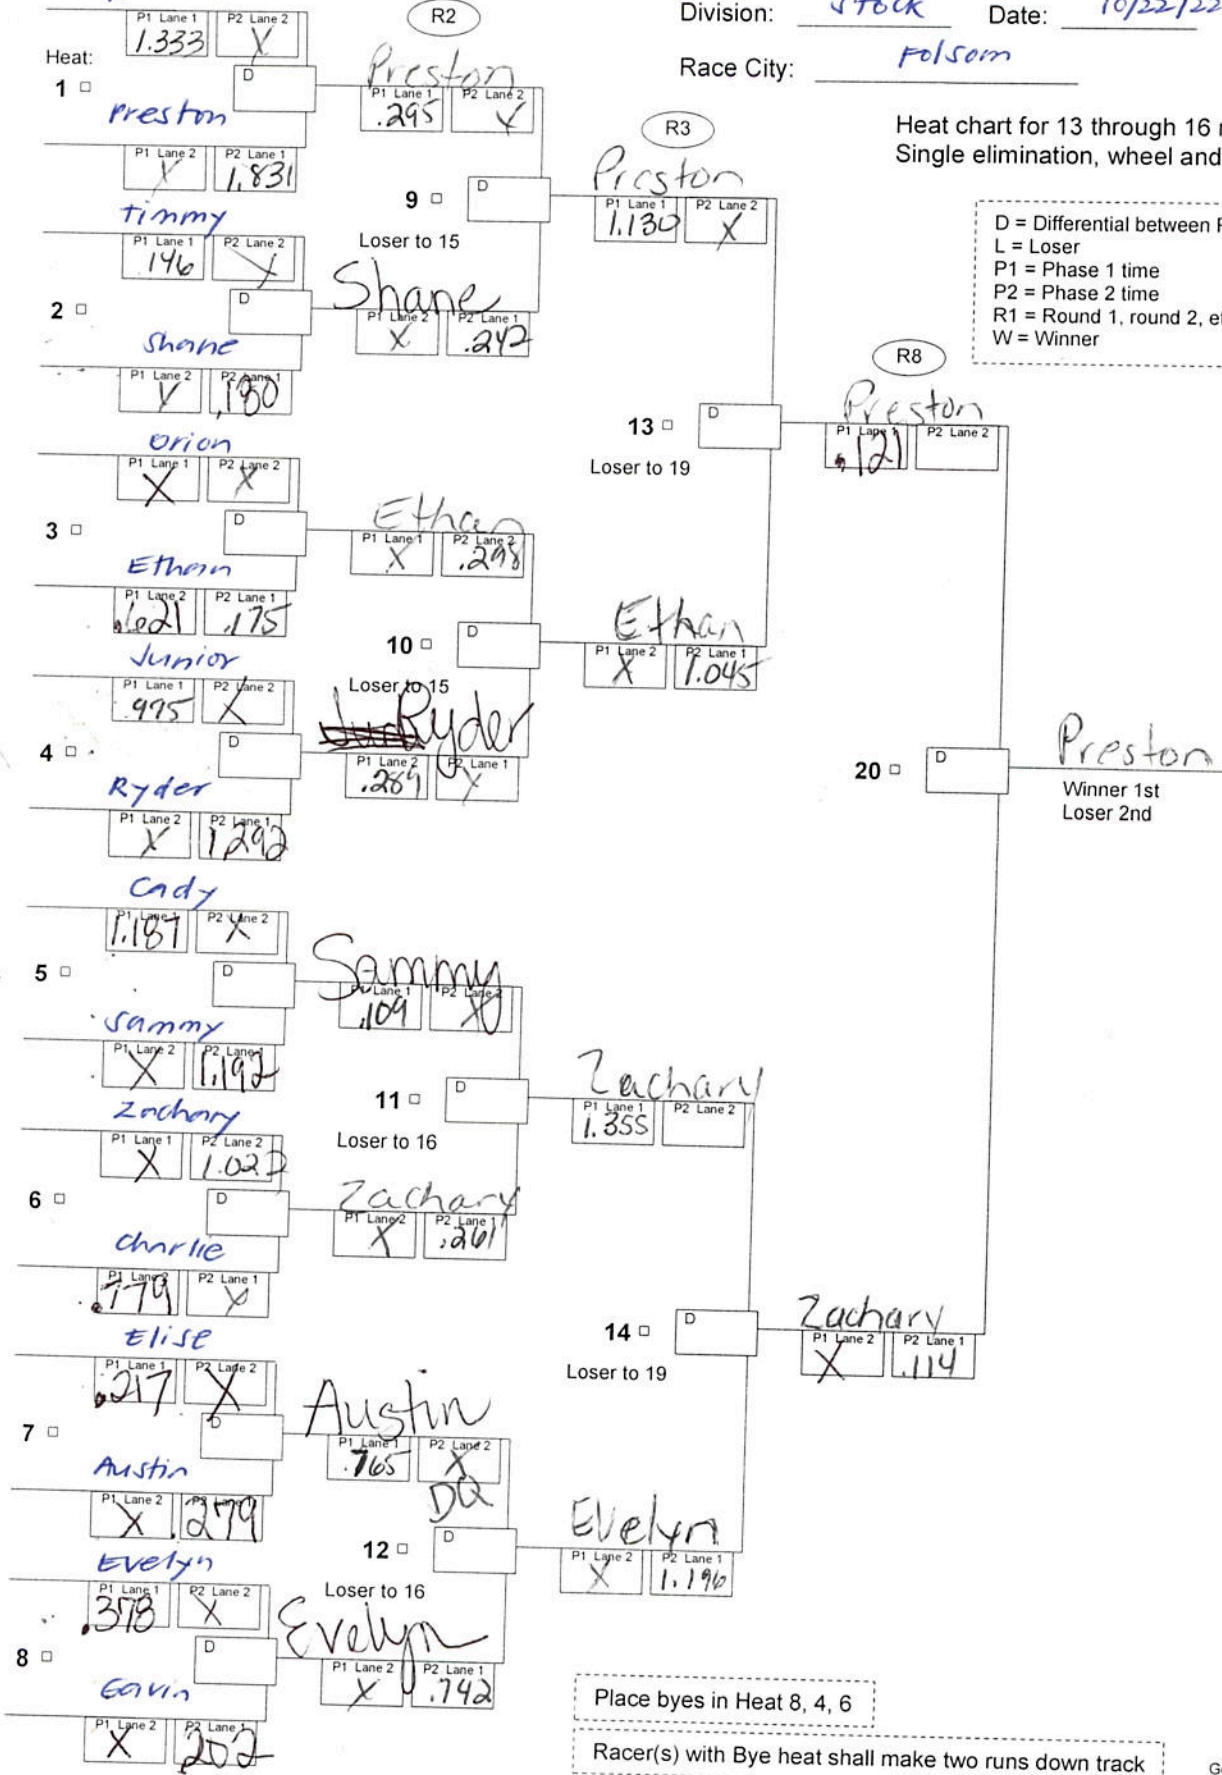 R2
Division: Stock Date: 10/22/22
Race City: Folsom
Heat chart for 13 through 16
Single elimination, wheel and
D = Differential between
L = Loser
P1 = Phase 1 time
P2 = Phase 2 time
R1 = Round 1, round 2,
W = Winner
P1 Lane 1 P2 Lane 2
1.333 X
Heat:
1 D
Preston
P1 Lane 2 P2 Lane 1
X 1.831
Timmy
P1 Lane 1 P2 Lane 2
.146 X
2 D
Shane
P1 Lane 2 P2 Lane 1
X .180
Orion
P1 Lane 1 P2 Lane 2
X X
3 D
Ethan
P1 Lane 2 P2 Lane 1
.621 .175
Junior
P1 Lane 1 P2 Lane 2
.975 X
4 D
Ryder
P1 Lane 2 P2 Lane 1
X 1.292
Cady
P1 Lane 1 P2 Lane 2
1.187 X
5 D
Sammy
P1 Lane 2 P2 Lane 1
X 1.192
Zachary
P1 Lane 1 P2 Lane 2
X 1.022
6 D
Charlie
P1 Lane 2 P2 Lane 1
.779 X
Elise
P1 Lane 1 P2 Lane 2
.217 X
7 D
Austin
P1 Lane 2 P2 Lane 1
X .279
Evelyn
P1 Lane 1 P2 Lane 2
.378 X
8 D
Gavin
P1 Lane 2 P2 Lane 1
X .202
Preston
P1 Lane 1 P2 Lane 2
.295 X
9 D
Loser to 15
Shane
P1 Lane 2 P2 Lane 1
X .242
Ethan
P1 Lane 1 P2 Lane 2
X .298
10 D
Loser to 15
Ryder
P1 Lane 2 P2 Lane 1
.289 X
Sammy
P1 Lane 1 P2 Lane 2
.109 X
11 D
Loser to 16
Zachary
P1 Lane 2 P2 Lane 1
X .261
Austin
P1 Lane 1 P2 Lane 2
.765 X
DQ
12 D
Loser to 16
Evelyn
P1 Lane 2 P2 Lane 1
X .742
R3
Preston
P1 Lane 1 P2 Lane 2
1.130 X
13 D
Loser to 19
Ethan
P1 Lane 2 P2 Lane 1
X 1.045
Zachary
P1 Lane 1 P2 Lane 2
1.355
14 D
Loser to 19
Evelyn
P1 Lane 2 P2 Lane 1
X 1.196
R8
Preston
P1 Lane 1 P2 Lane 2
.121
20 D
Zachary
P1 Lane 2 P2 Lane 1
X .114
Preston
Winner 1st
Loser 2nd
Place byes in Heat 8, 4, 6
Racer(s) with Bye heat shall make two runs down track